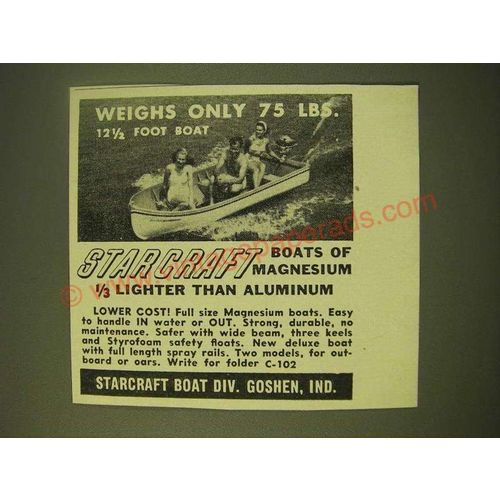 WEIGHS ONLY 75 LBS.
12½ FOOT BOAT
STARCRAFT BOATS OF
MAGNESIUM
⅓ LIGHTER THAN ALUMINUM
LOWER COST! Full size Magnesium boats. Easy
to handle IN water or OUT. Strong, durable, no
maintenance. Safer with wide beam, three keels
and Styrofoam safety floats. New deluxe boat
with full length spray rails. Two models, for out-
board or oars. Write for folder C-102
STARCRAFT BOAT DIV. GOSHEN, IND.